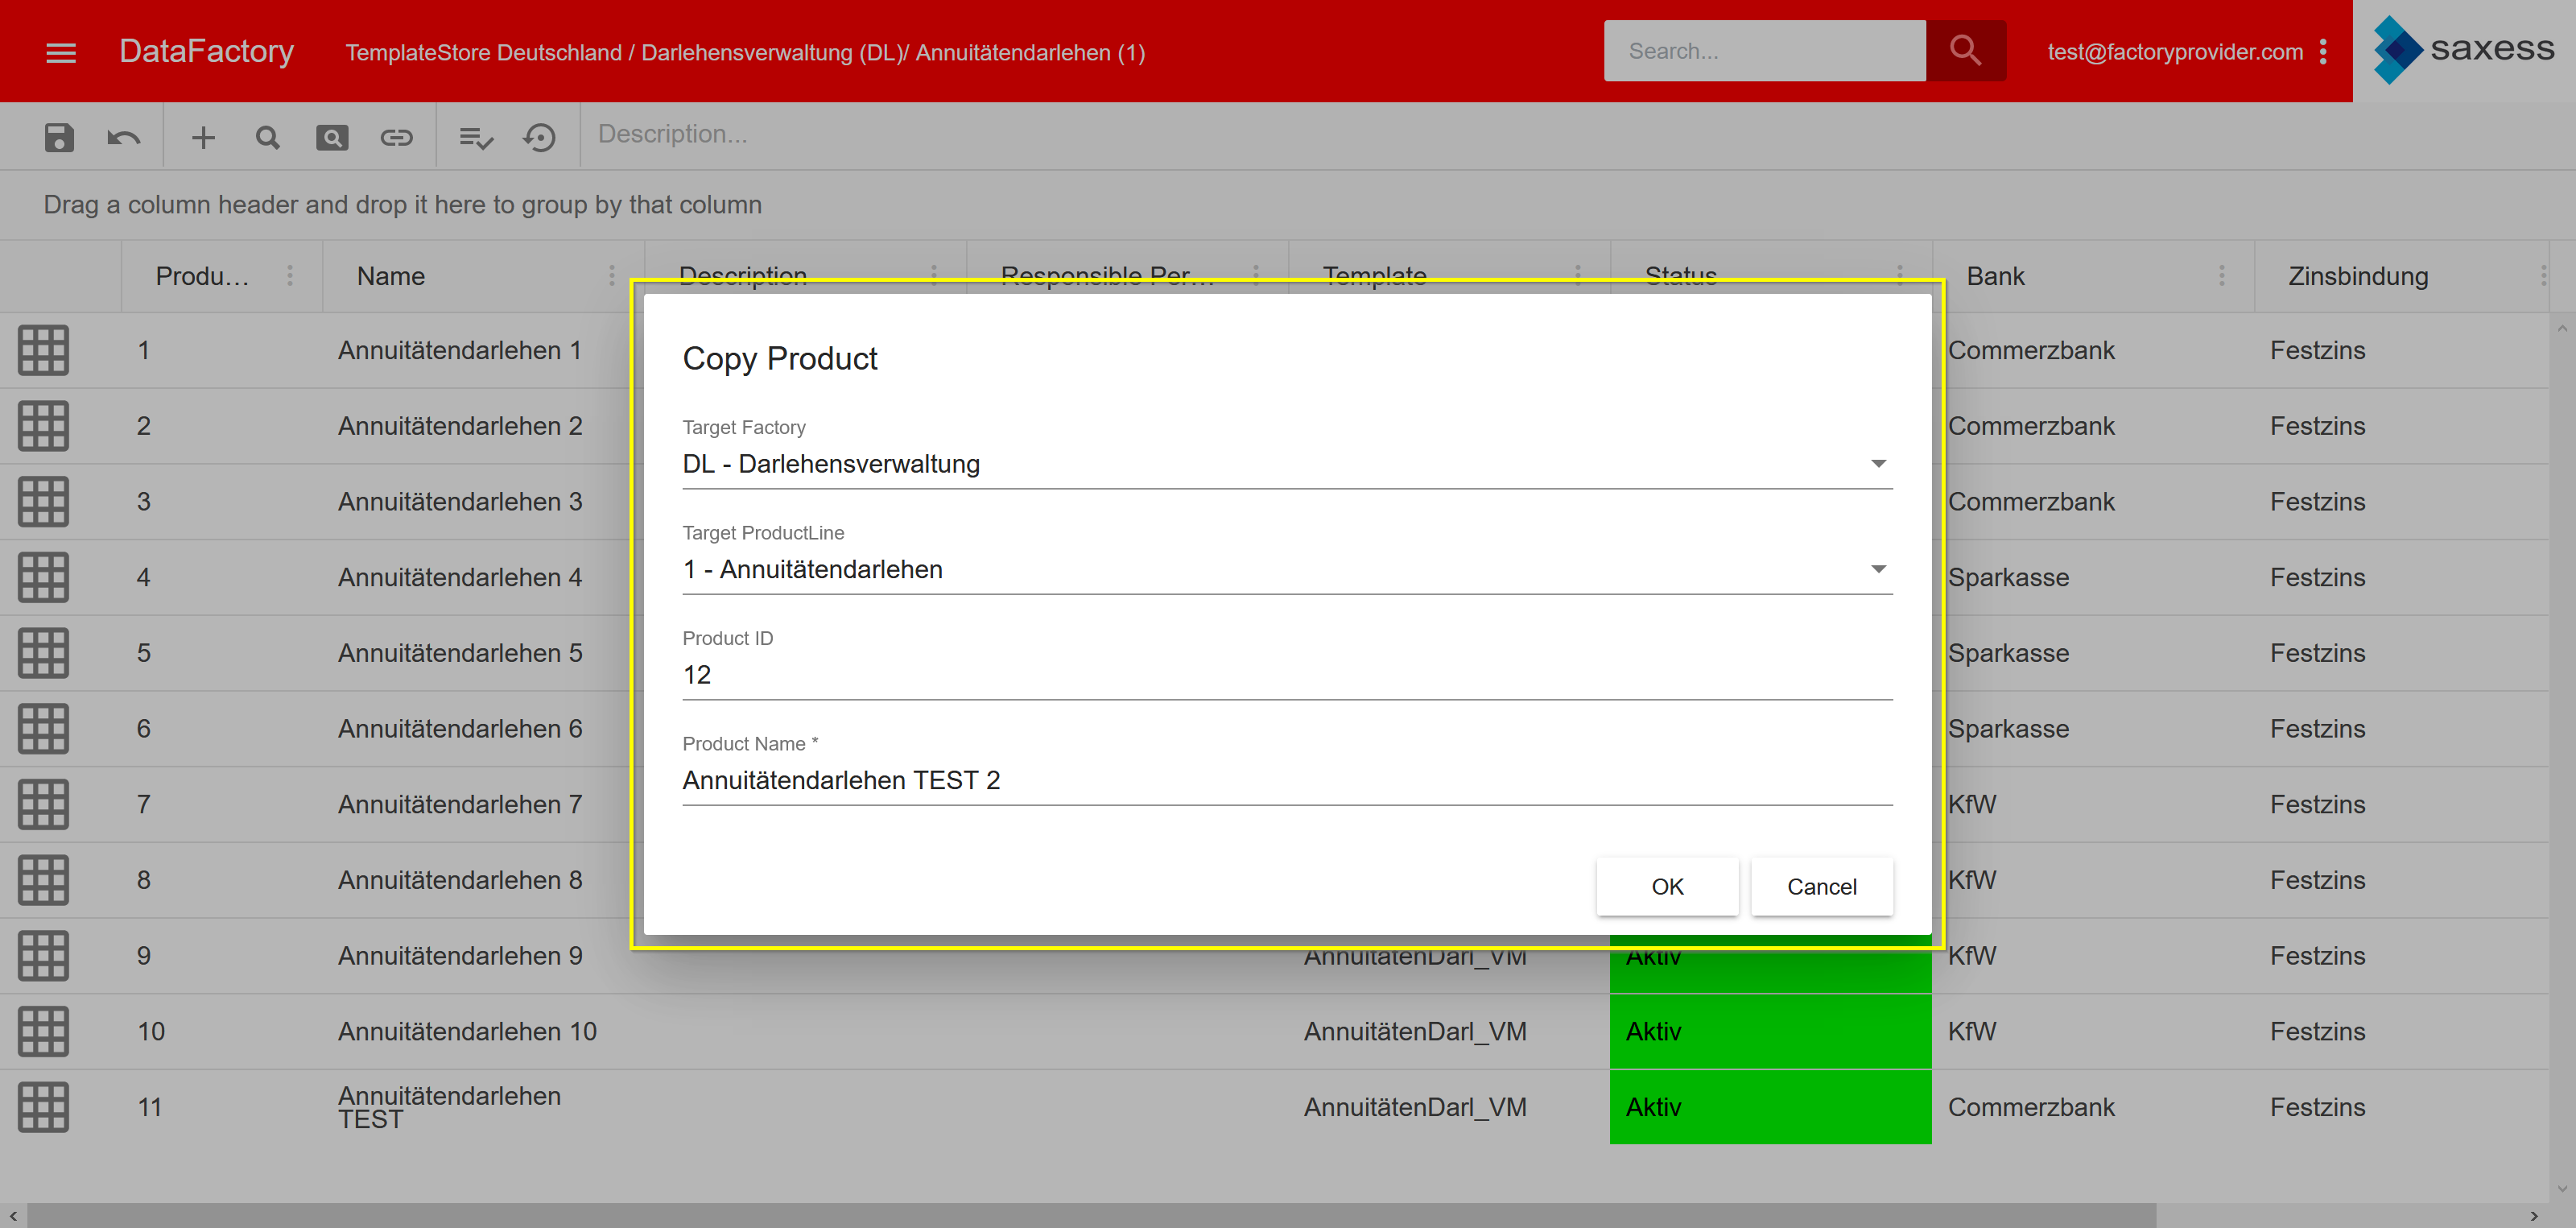 DataFactory
TemplateStore Deutschland / Darlehensverwaltung (DL)/ Annuitätendarlehen (1)
Search...
test@factoryprovider.com
saxess
Description...
Drag a column header and drop it here to group by that column
Produ... Name Description Responsible Per... Template Status Bank Zinsbindung
1 Annuitätendarlehen 1 Commerzbank Festzins
2 Annuitätendarlehen 2 Commerzbank Festzins
3 Annuitätendarlehen 3 Commerzbank Festzins
4 Annuitätendarlehen 4 Sparkasse Festzins
5 Annuitätendarlehen 5 Sparkasse Festzins
6 Annuitätendarlehen 6 Sparkasse Festzins
7 Annuitätendarlehen 7 KfW Festzins
8 Annuitätendarlehen 8 KfW Festzins
9 Annuitätendarlehen 9 AnnuitätenDarl_VM Aktiv KfW Festzins
10 Annuitätendarlehen 10 AnnuitätenDarl_VM Aktiv KfW Festzins
11 Annuitätendarlehen TEST AnnuitätenDarl_VM Aktiv Commerzbank Festzins
Copy Product
Target Factory
DL - Darlehensverwaltung
Target ProductLine
1 - Annuitätendarlehen
Product ID
12
Product Name *
Annuitätendarlehen TEST 2
OK
Cancel